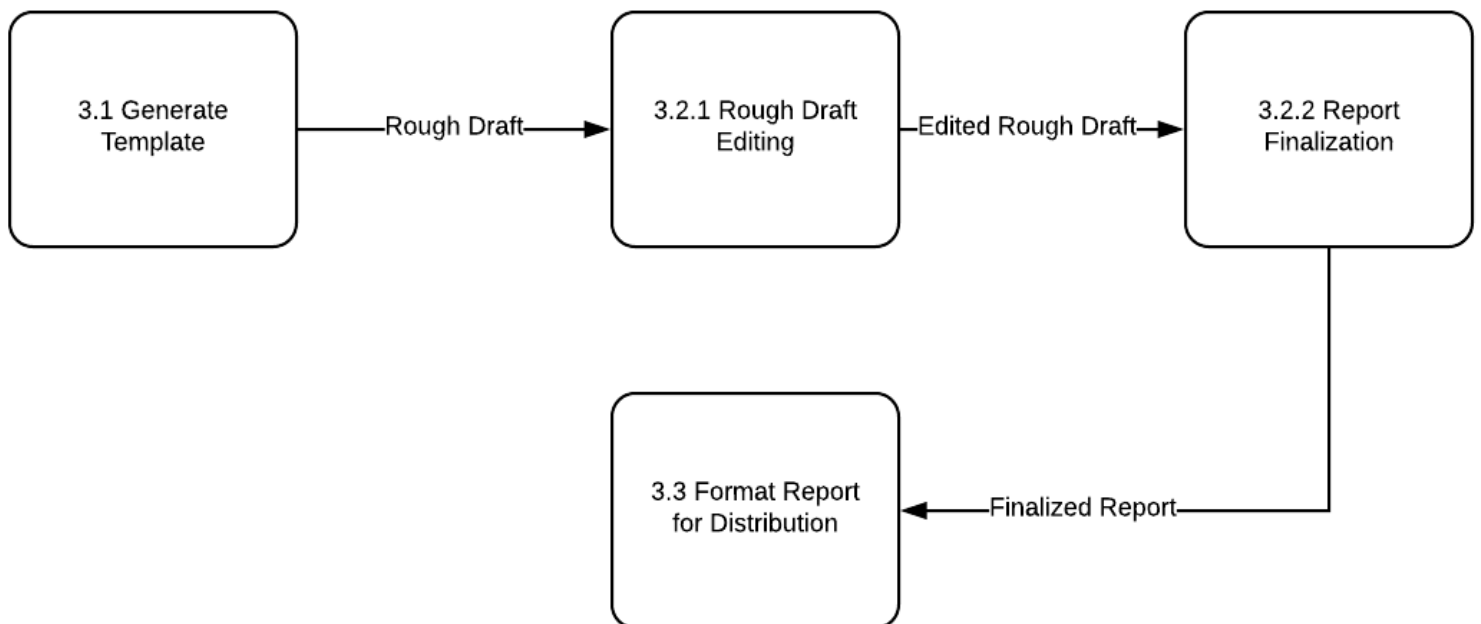 3.1 Generate
Template
Rough Draft
3.2.1 Rough Draft
Editing
Edited Rough Draft
3.2.2 Report
Finalization
3.3 Format Report
for Distribution
Finalized Report